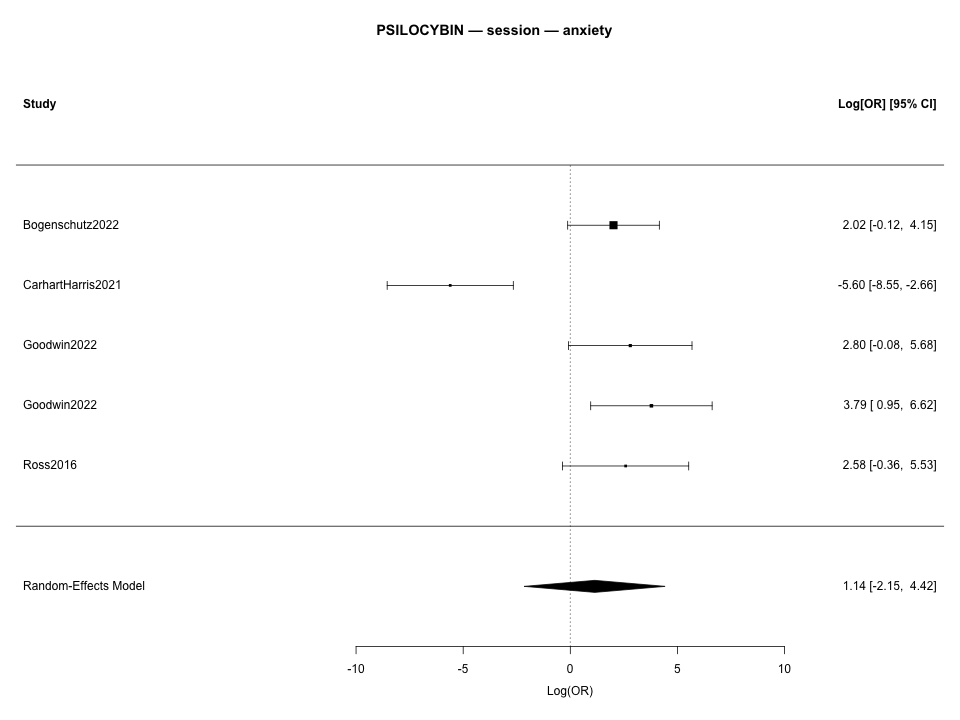 PSILOCYBIN — session — anxiety
Study Log[OR] [95% CI]
Bogenschutz2022 2.02 [-0.12, 4.15]
CarhartHarris2021 -5.60 [-8.55, -2.66]
Goodwin2022 2.80 [-0.08, 5.68]
Goodwin2022 3.79 [ 0.95, 6.62]
Ross2016 2.58 [-0.36, 5.53]
Random-Effects Model 1.14 [-2.15, 4.42]
-10 -5 0 5 10
Log(OR)